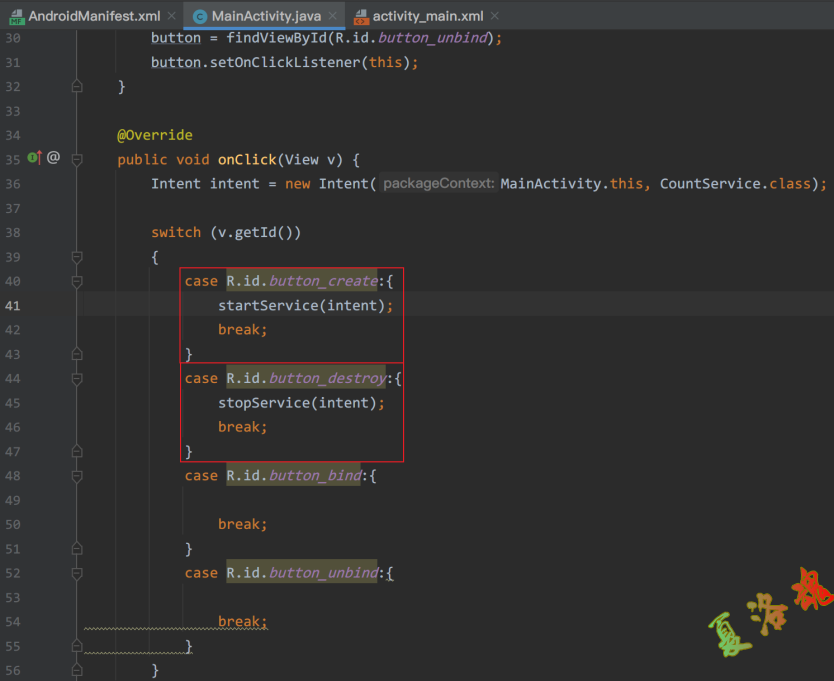 AndroidManifest.xml MainActivity.java activity_main.xml
30 button = findViewById(R.id.button_unbind);
31 button.setOnClickListener(this);
32 }
33
34 @Override
35 public void onClick(View v) {
36 Intent intent = new Intent( packageContext: MainActivity.this, CountService.class);
37
38 switch (v.getId())
39 {
40 case R.id.button_create:{
41 startService(intent);
42 break;
43 }
44 case R.id.button_destroy:{
45 stopService(intent);
46 break;
47 }
48 case R.id.button_bind:{
49
50 break;
51 }
52 case R.id.button_unbind:{
53
54 break;
55 }
56 }
夏洛